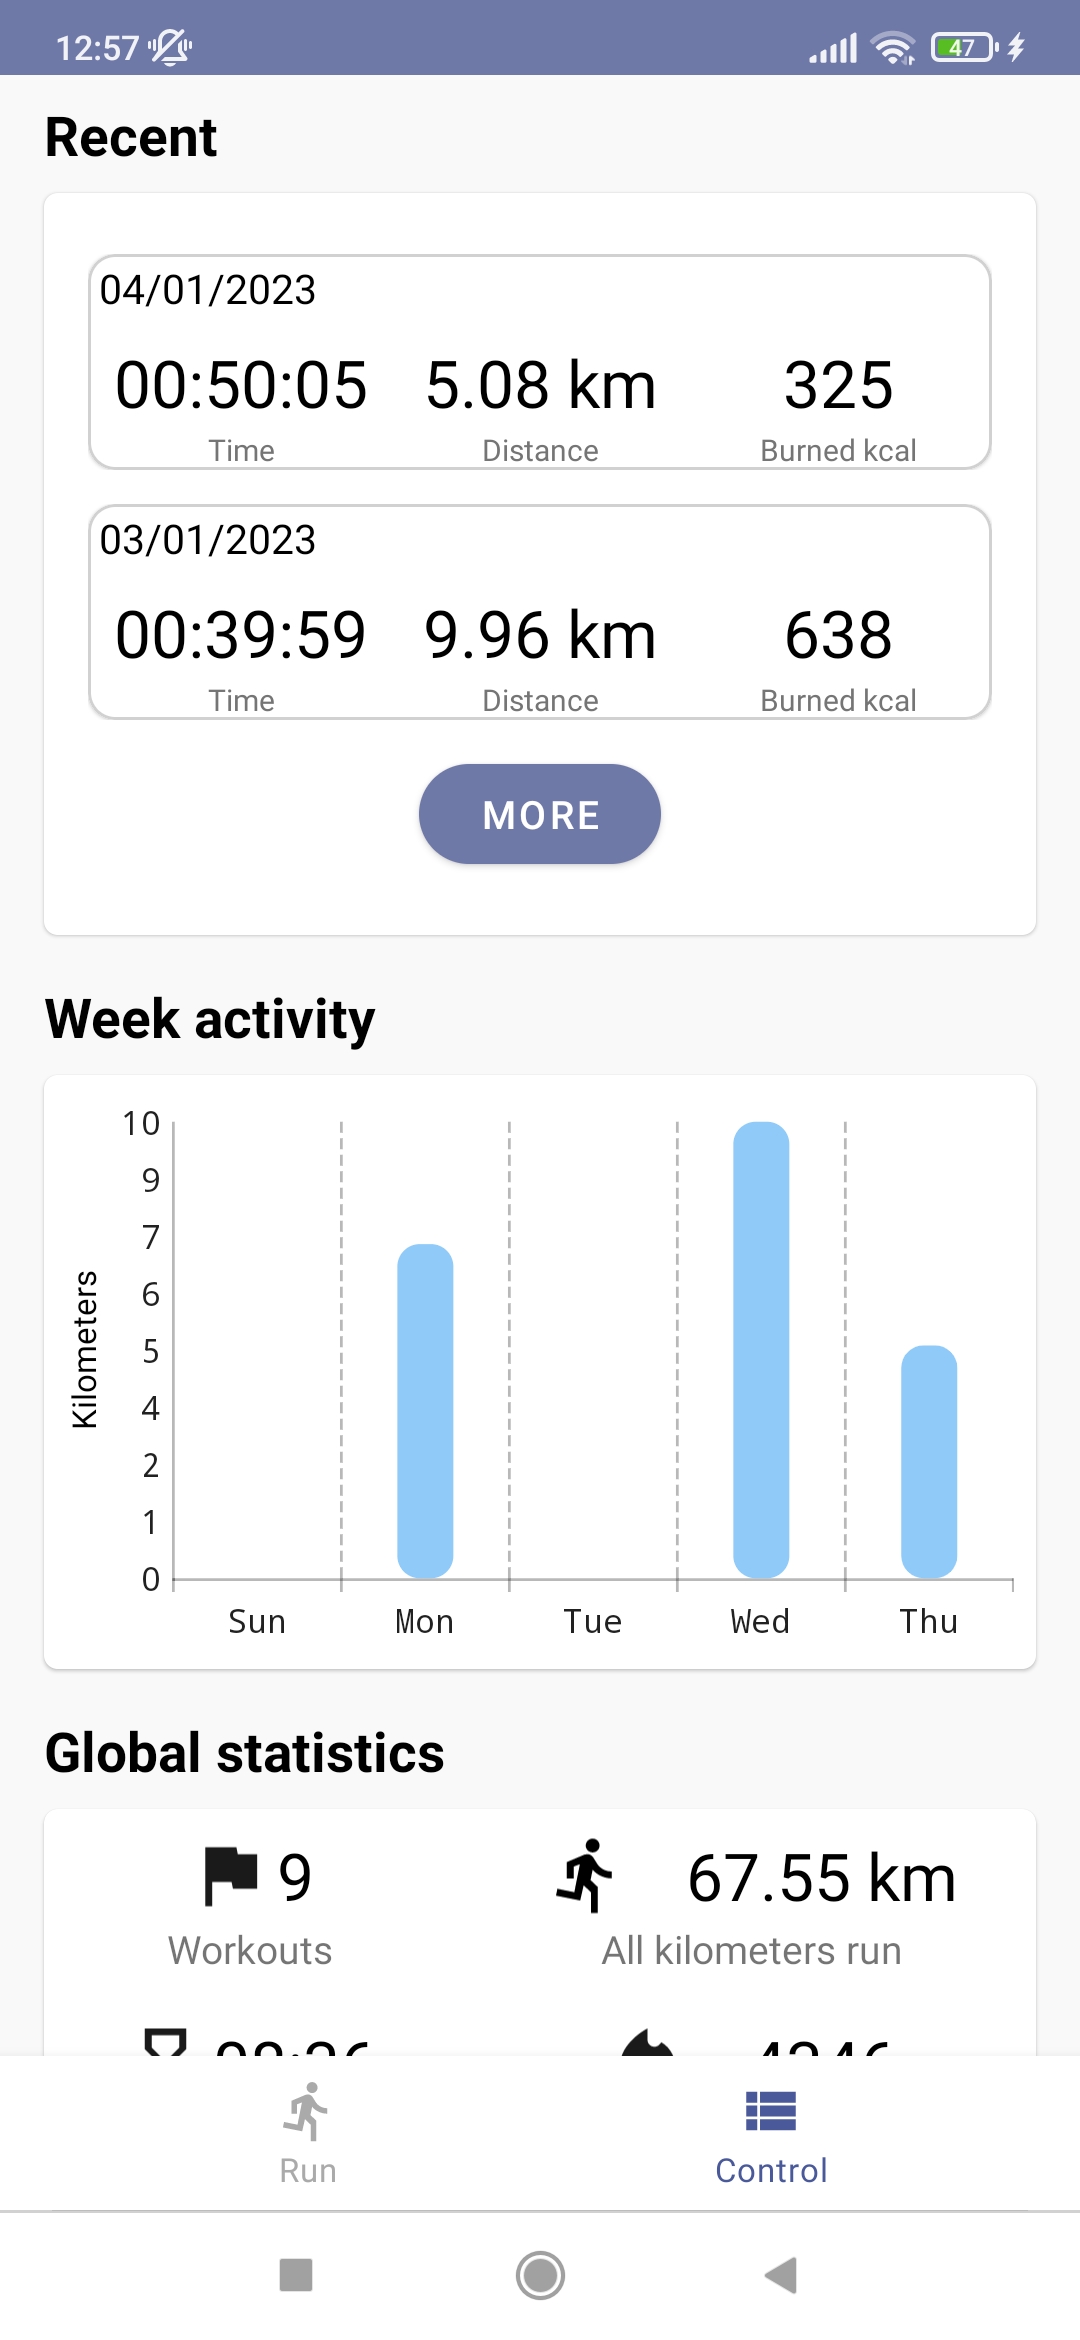 12:57 47
Recent
04/01/2023
00:50:05 5.08 km 325
Time Distance Burned kcal
03/01/2023
00:39:59 9.96 km 638
Time Distance Burned kcal
MORE
Week activity
10
9
7
6
5
4
2
1
0
Kilometers
Sun Mon Tue Wed Thu
Global statistics
9 67.55 km
Workouts All kilometers run
Run Control